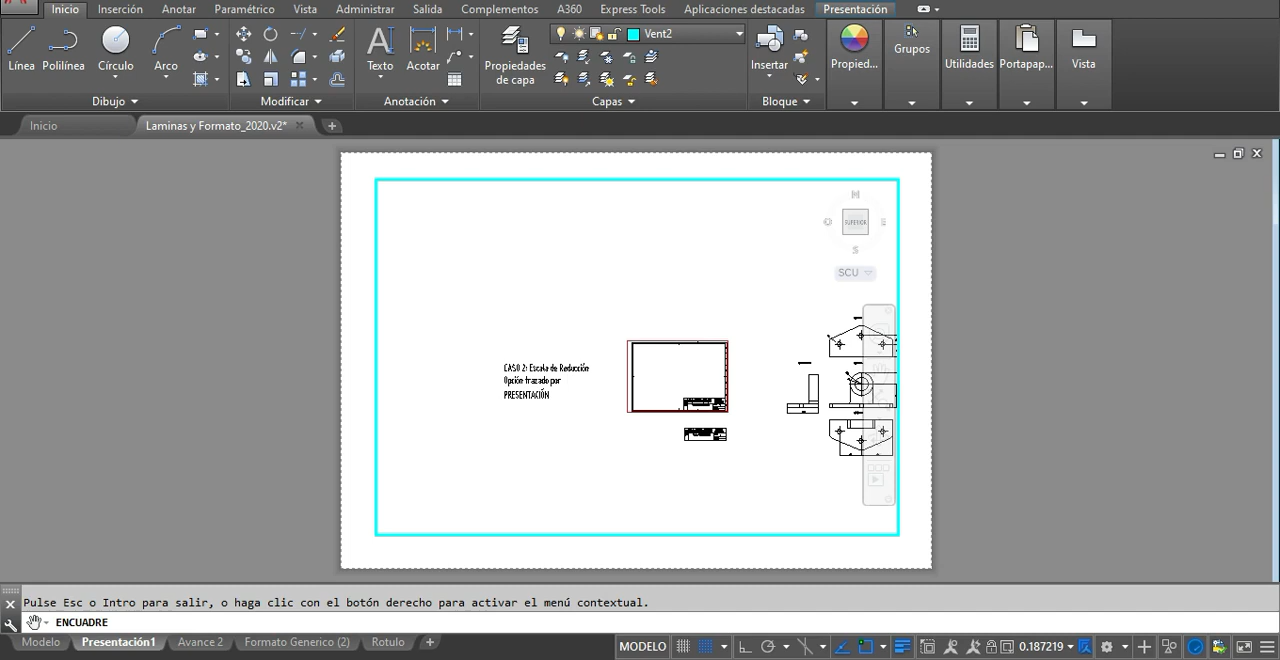 Inicio Inserción Anotar Paramétrico Vista Administrar Salida Complementos A360 Express Tools Aplicaciones destacadas Presentación
Línea Polilínea Círculo Arco
Texto Acotar
Propiedades de capa
Vent2
Insertar
Propied...
Grupos
Utilidades
Portapap...
Vista
Dibujo Modificar Anotación Capas Bloque
Inicio Laminas y Formato_2020.v2*
SUPERIOR
S
SCU
CASO 2: Escala de Reducción
Opción trazado por
PRESENTACIÓN
Pulse Esc o Intro para salir, o haga clic con el botón derecho para activar el menú contextual.
ENCUADRE
Modelo Presentación1 Avance 2 Formato Generico (2) Rotulo
MODELO 0.187219